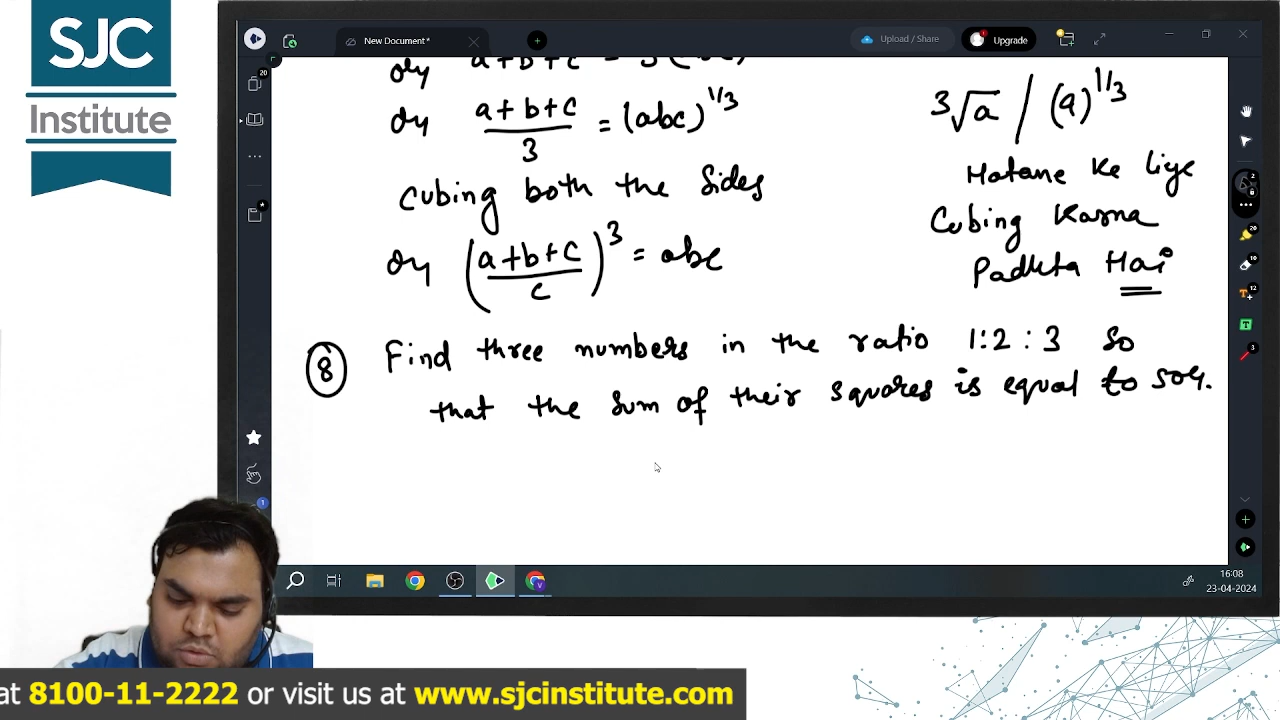 SJC
Institute
New Document*
Upload / Share
Upgrade
or a+b+c
or a+b+c/3 = (abc)^1/3
Cubing both the Sides
or (a+b+c/c)^3 = abc
3√a / (a)^1/3
Hatane Ke Liye
Cubing Karna
Padhta Hai
8 Find three numbers in the ratio 1:2:3 so
that the sum of their squares is equal to 504.
16:08
23-04-2024
at 8100-11-2222 or visit us at www.sjcinstitute.com